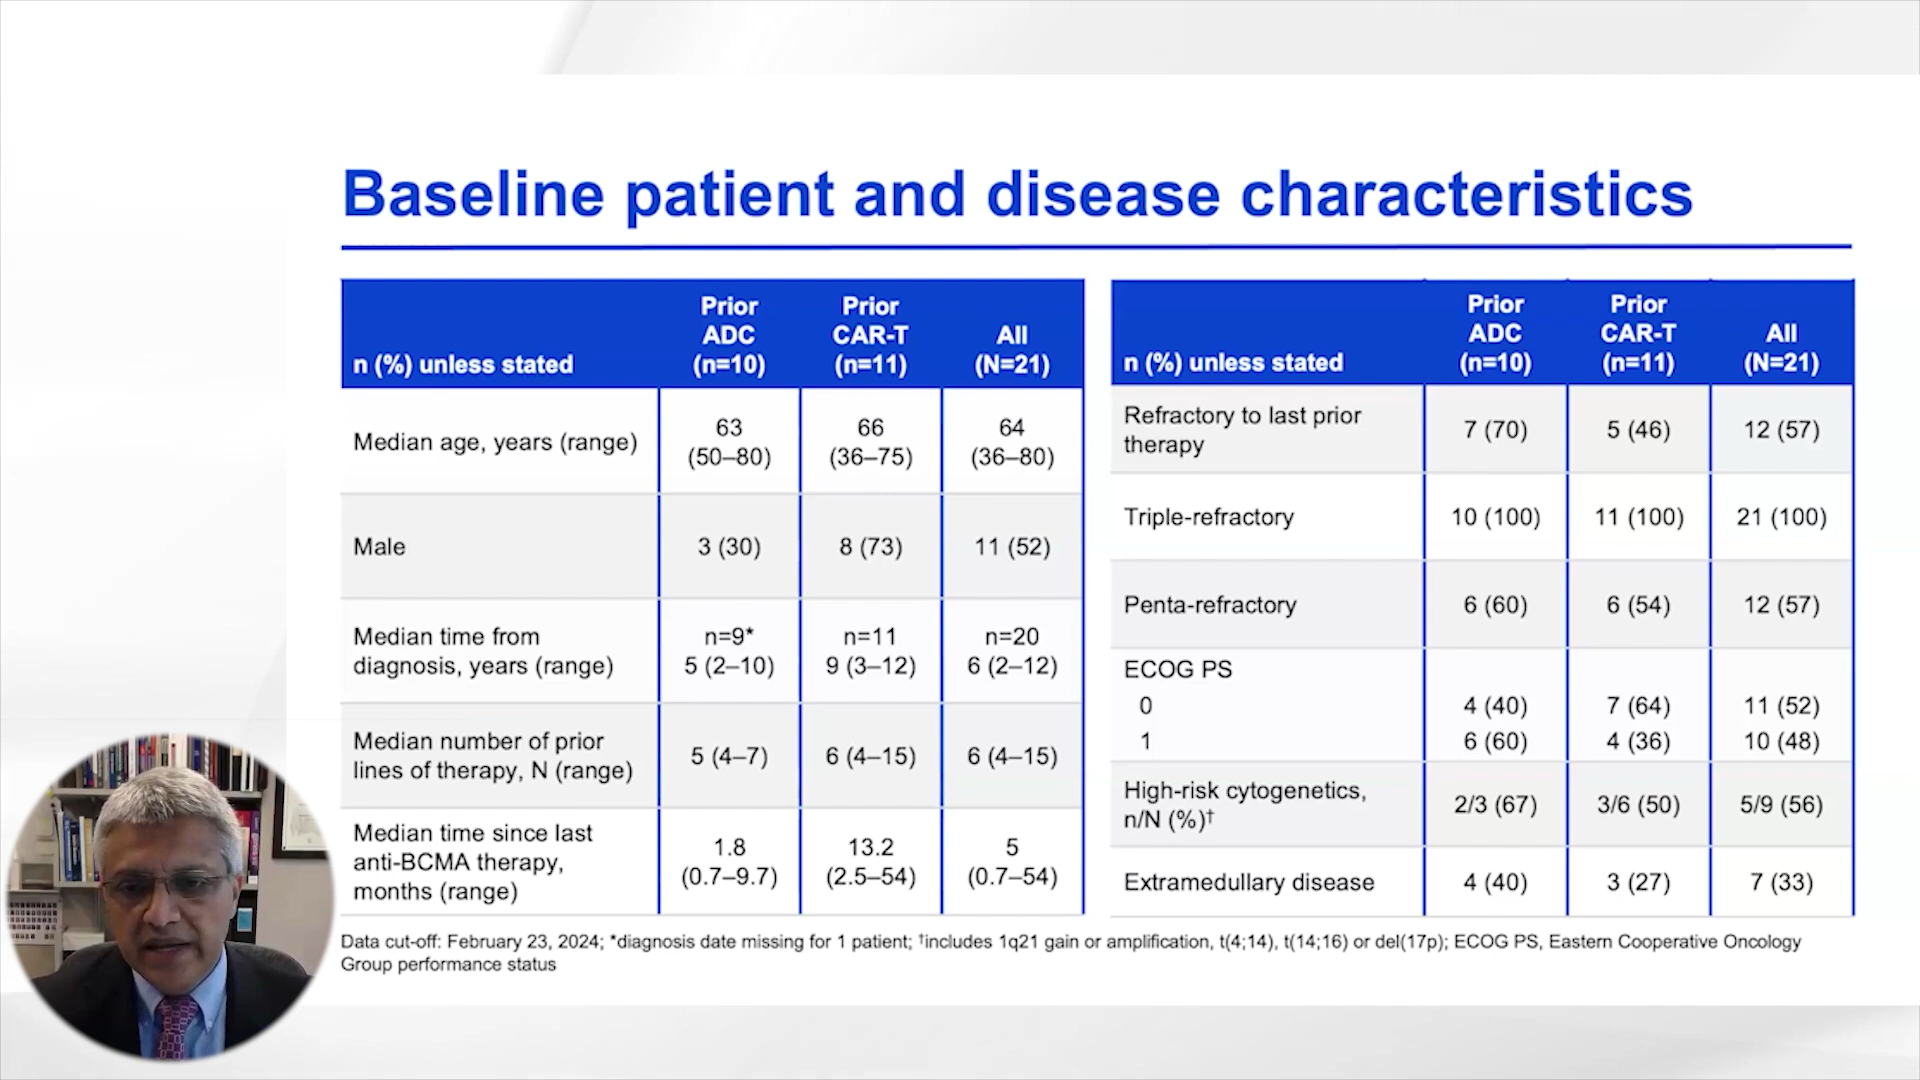 Baseline patient and disease characteristics
n (%) unless stated Prior ADC (n=10) Prior CAR-T (n=11) All (N=21)
Median age, years (range) 63 (50–80) 66 (36–75) 64 (36–80)
Male 3 (30) 8 (73) 11 (52)
Median time from diagnosis, years (range) n=9* 5 (2–10) n=11 9 (3–12) n=20 6 (2–12)
Median number of prior lines of therapy, N (range) 5 (4–7) 6 (4–15) 6 (4–15)
Median time since last anti-BCMA therapy, months (range) 1.8 (0.7–9.7) 13.2 (2.5–54) 5 (0.7–54)
n (%) unless stated Prior ADC (n=10) Prior CAR-T (n=11) All (N=21)
Refractory to last prior therapy 7 (70) 5 (46) 12 (57)
Triple-refractory 10 (100) 11 (100) 21 (100)
Penta-refractory 6 (60) 6 (54) 12 (57)
ECOG PS
0 4 (40) 7 (64) 11 (52)
1 6 (60) 4 (36) 10 (48)
High-risk cytogenetics, n/N (%)† 2/3 (67) 3/6 (50) 5/9 (56)
Extramedullary disease 4 (40) 3 (27) 7 (33)
Data cut-off: February 23, 2024; *diagnosis date missing for 1 patient; †includes 1q21 gain or amplification, t(4;14), t(14;16) or del(17p); ECOG PS, Eastern Cooperative Oncology
Group performance status